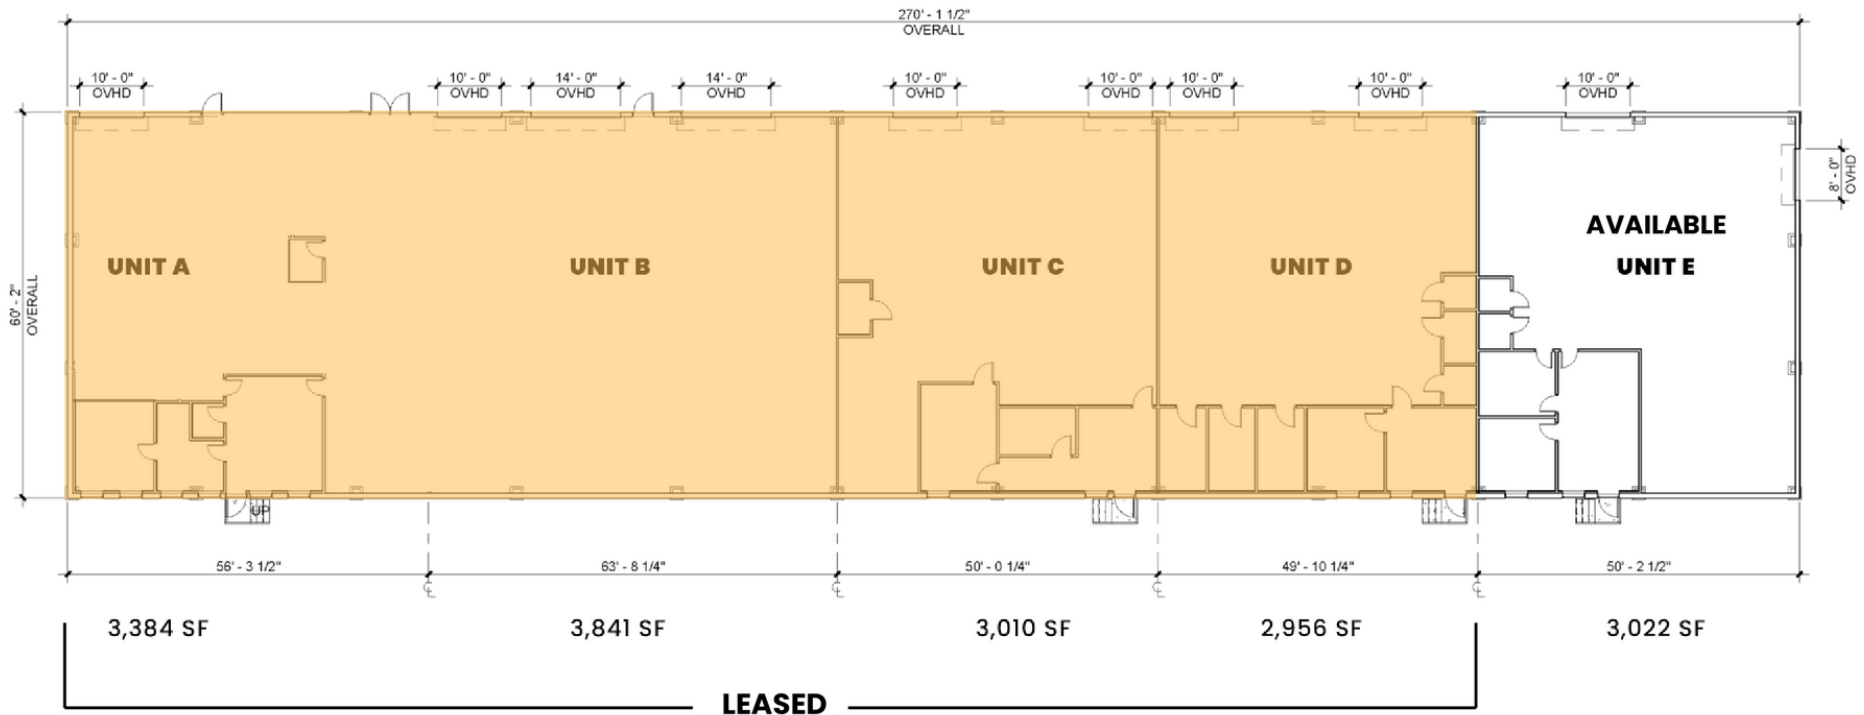 270' - 1 1/2"
OVERALL
10' - 0"
OVHD
10' - 0"
OVHD
14' - 0"
OVHD
14' - 0"
OVHD
10' - 0"
OVHD
10' - 0"
OVHD
10' - 0"
OVHD
10' - 0"
OVHD
10' - 0"
OVHD
8' - 0"
OVHD
60' - 2"
OVERALL
UNIT A
UNIT B
UNIT C
UNIT D
AVAILABLE
UNIT E
UP
56' - 3 1/2"
63' - 8 1/4"
50' - 0 1/4"
49' - 10 1/4"
50' - 2 1/2"
3,384 SF
3,841 SF
3,010 SF
2,956 SF
3,022 SF
LEASED